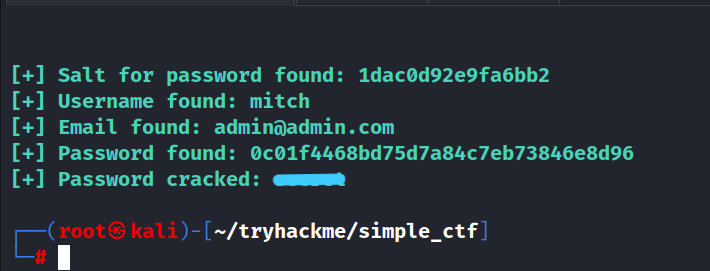 [+] Salt for password found: 1dac0d92e9fa6bb2
[+] Username found: mitch
[+] Email found: admin@admin.com
[+] Password found: 0c01f4468bd75d7a84c7eb73846e8d96
[+] Password cracked:
┌──(root㉿kali)-[~/tryhackme/simple_ctf]
└─#